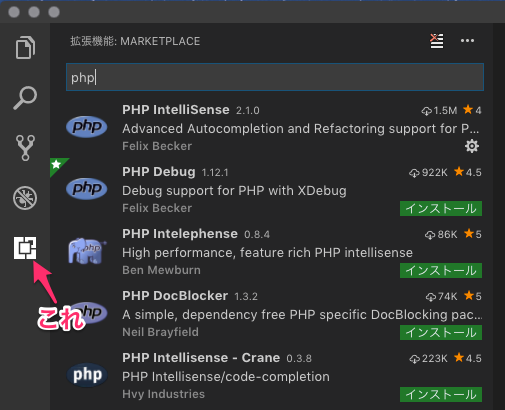 拡張機能: MARKETPLACE
php
php PHP IntelliSense 2.1.0 1.5M ★4
Advanced Autocompletion and Refactoring support for P...
Felix Becker
php PHP Debug 1.12.1 922K ★4.5
Debug support for PHP with XDebug
Felix Becker インストール
php PHP Intelephense 0.8.4 86K ★5
High performance, feature rich PHP intellisense
Ben Mewburn インストール
これ
php PHP DocBlocker 1.3.2 74K ★5
A simple, dependency free PHP specific DocBlocking pac...
Neil Brayfield インストール
php PHP Intellisense - Crane 0.3.8 223K ★4.5
PHP Intellisense/code-completion
Hvy Industries インストール